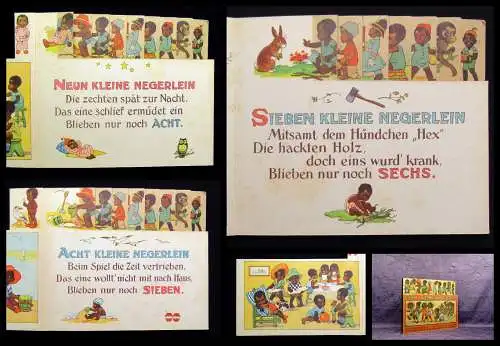 NEUN KLEINE NEGERLEIN
Die zechten spät zur Nacht.
Das eine schlief ermüdet ein
Blieben nur noch ACHT.
SIEBEN KLEINE NEGERLEIN
Mitsamt dem Hündchen „Hex"
Die hackten Holz,
doch eins wurd' krank,
Blieben nur noch SECHS.
ACHT KLEINE NEGERLEIN
Beim Spiel die Zeit vertrieben,
Das eine wollt' nicht mit nach Haus,
Blieben nur noch SIEBEN.